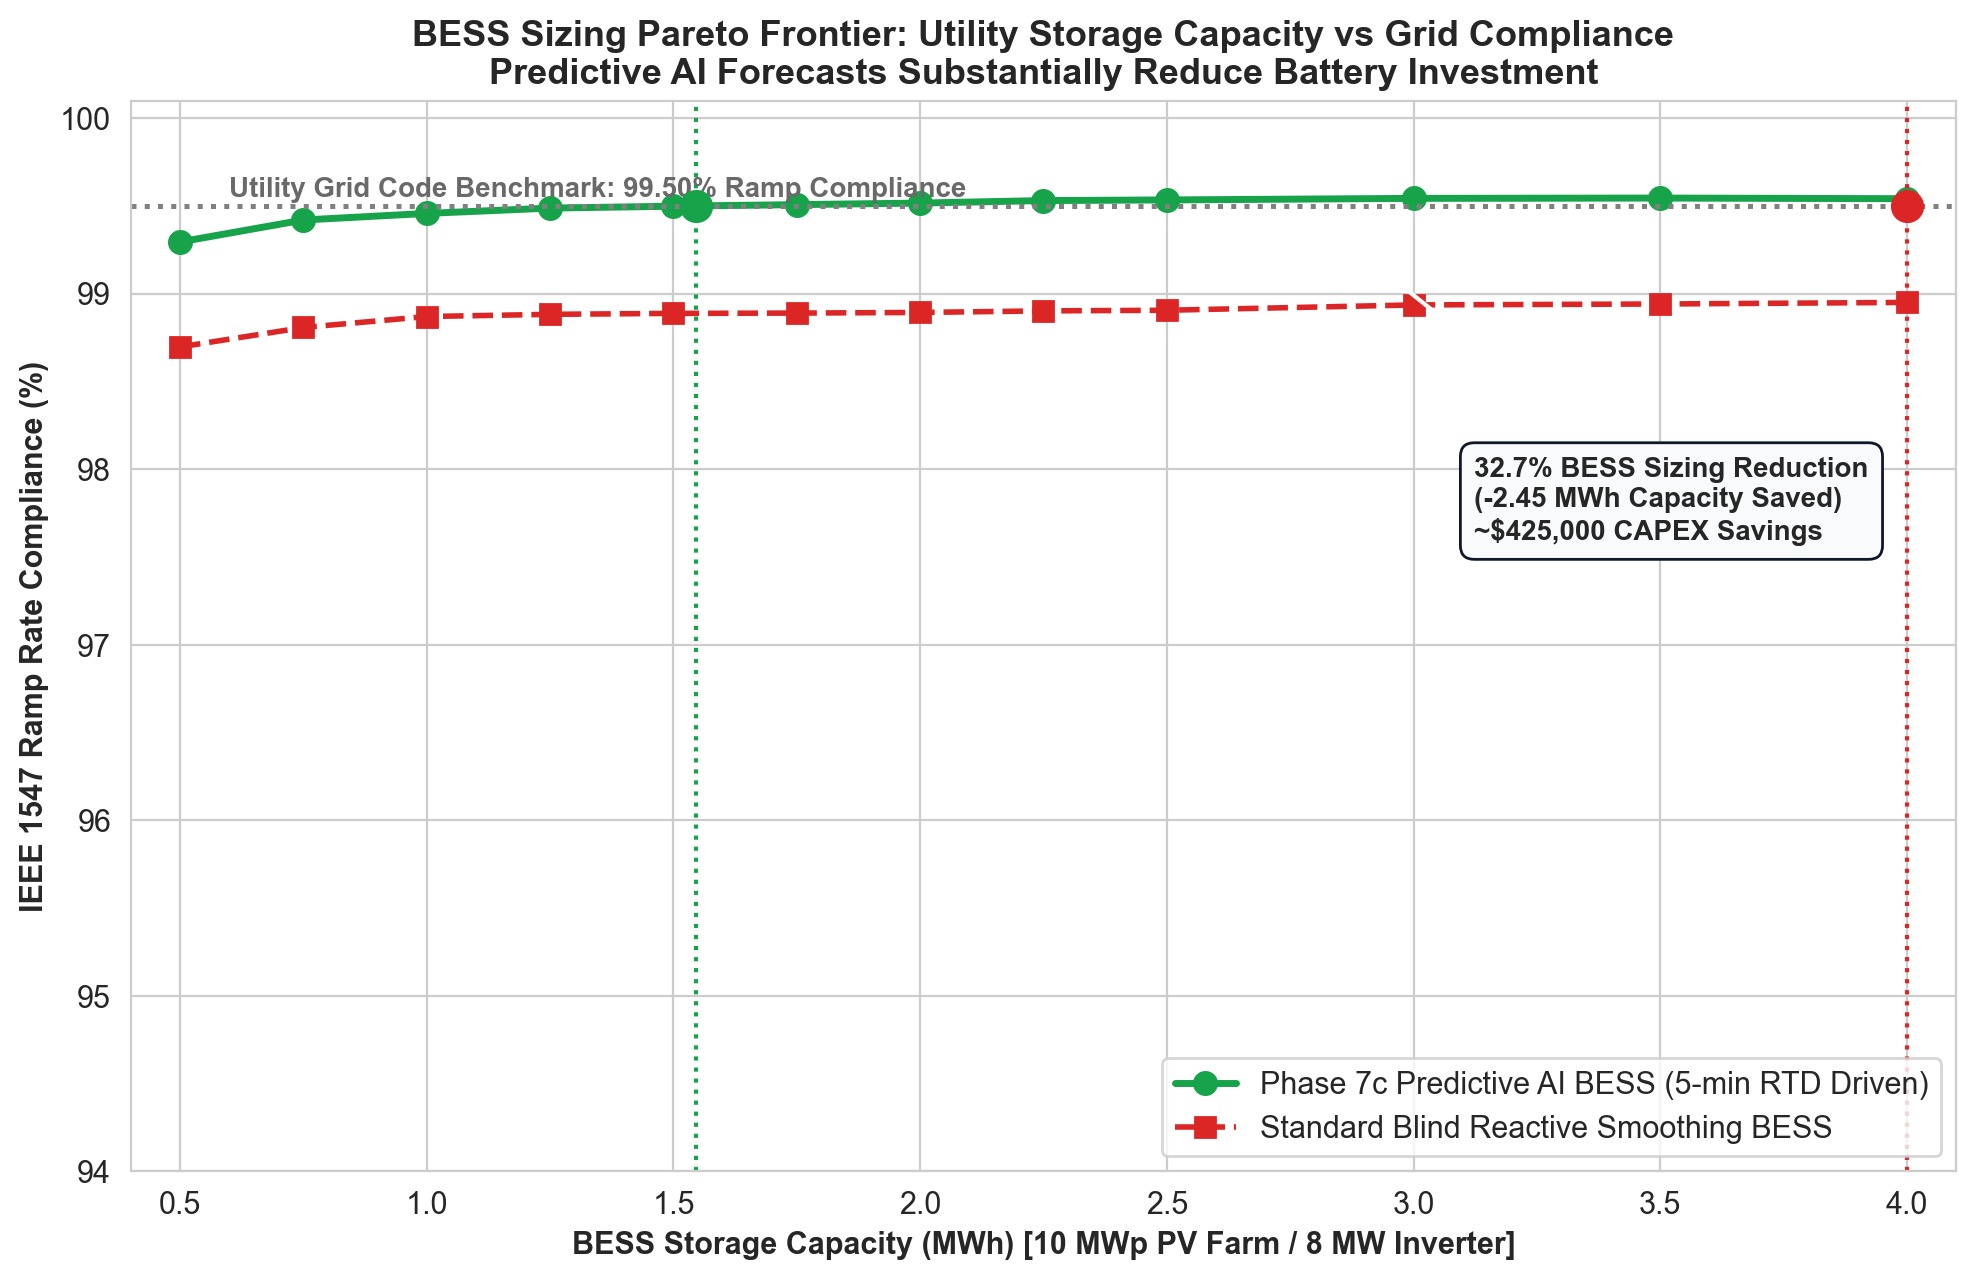 BESS Sizing Pareto Frontier: Utility Storage Capacity vs Grid Compliance
Predictive AI Forecasts Substantially Reduce Battery Investment
IEEE 1547 Ramp Rate Compliance (%)
100
99
98
97
96
95
94
Utility Grid Code Benchmark: 99.50% Ramp Compliance
32.7% BESS Sizing Reduction
(-2.45 MWh Capacity Saved)
~$425,000 CAPEX Savings
Phase 7c Predictive AI BESS (5-min RTD Driven)
Standard Blind Reactive Smoothing BESS
0.5 1.0 1.5 2.0 2.5 3.0 3.5 4.0
BESS Storage Capacity (MWh) [10 MWp PV Farm / 8 MW Inverter]